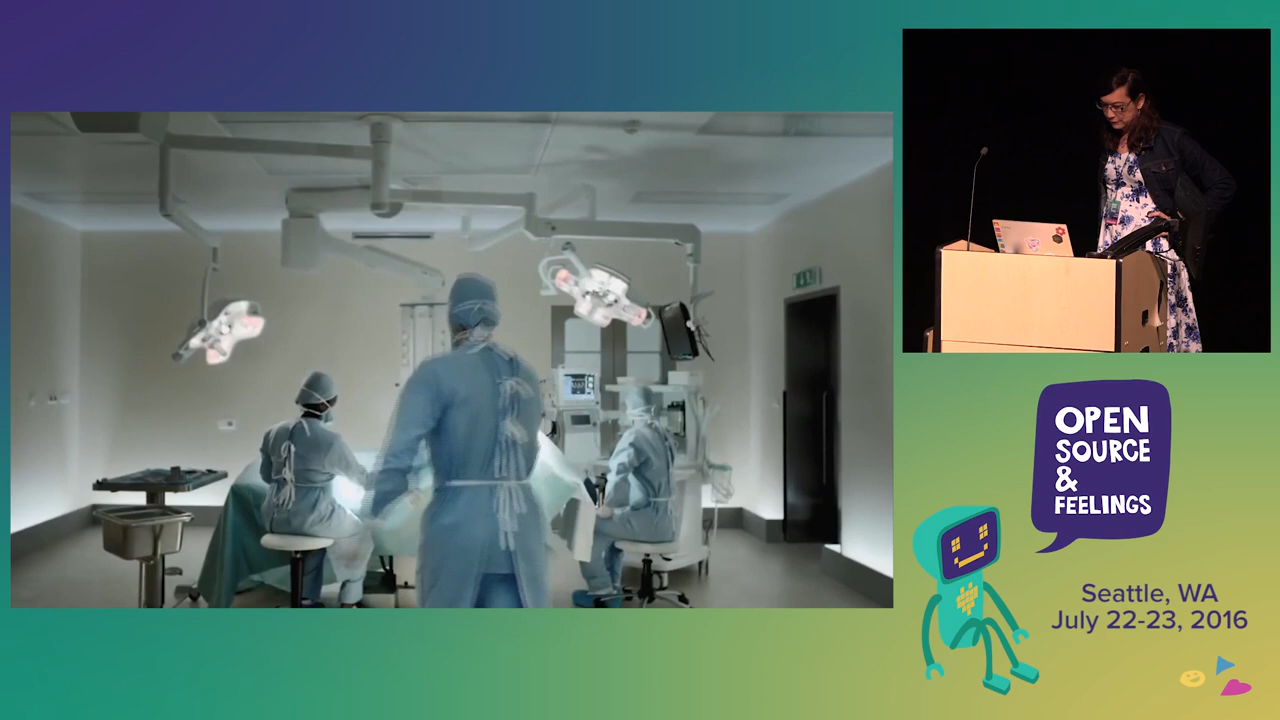 OPEN
SOURCE
&
FEELINGS
Seattle, WA
July 22-23, 2016